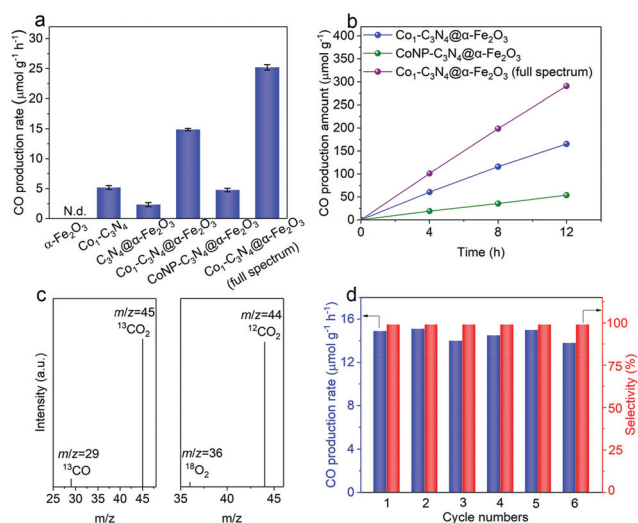 a
CO production rate (μmol g⁻¹ h⁻¹)
30
25
20
15
10
5
0
N.d.
α-Fe₂O₃
Co₁-C₃N₄
C₃N₄@α-Fe₂O₃
Co₁-C₃N₄@α-Fe₂O₃
CoNP-C₃N₄@α-Fe₂O₃
Co₁-C₃N₄@α-Fe₂O₃
(full spectrum)
b
CO production amount (μmol g⁻¹)
400
350
300
250
200
150
100
50
0
Co₁-C₃N₄@α-Fe₂O₃
CoNP-C₃N₄@α-Fe₂O₃
Co₁-C₃N₄@α-Fe₂O₃ (full spectrum)
0 4 8 12
Time (h)
c
Intensity (a.u.)
m/z=45
¹³CO₂
m/z=29
¹³CO
25 30 35 40 45
m/z
m/z=44
¹²CO₂
m/z=36
¹⁸O₂
35 40 45
m/z
d
CO production rate (μmol g⁻¹ h⁻¹)
16
14
12
10
8
6
4
2
0
1 2 3 4 5 6
Cycle numbers
100
75
50
25
0
Selectivity (%)